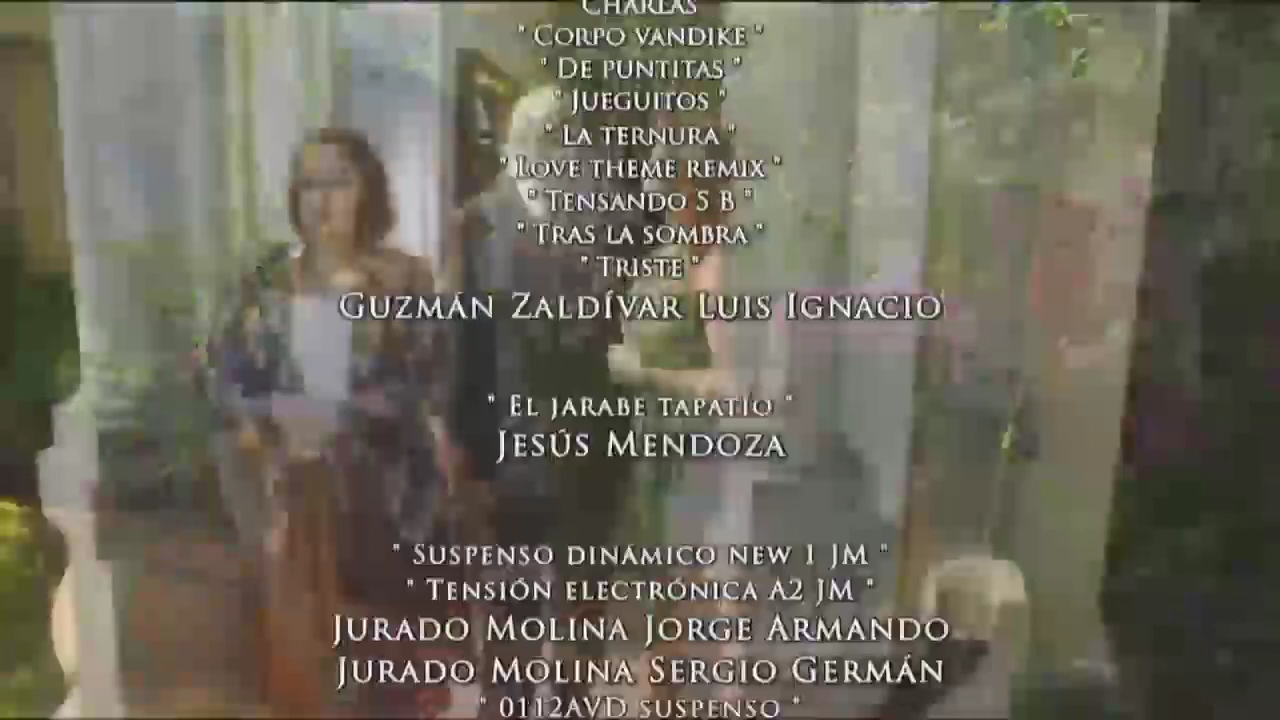 CHARLAS
" CORPO VANDIKE "
" DE PUNTITAS "
" JUEGUITOS "
" LA TERNURA "
" LOVE THEME REMIX "
" TENSANDO S B "
" TRAS LA SOMBRA "
" TRISTE "
GUZMÁN ZALDÍVAR LUIS IGNACIO
" EL JARABE TAPATÍO "
JESÚS MENDOZA
" SUSPENSO DINÁMICO NEW 1 JM "
" TENSIÓN ELECTRÓNICA A2 JM "
JURADO MOLINA JORGE ARMANDO
JURADO MOLINA SERGIO GERMÁN
" 0112AVD SUSPENSO "